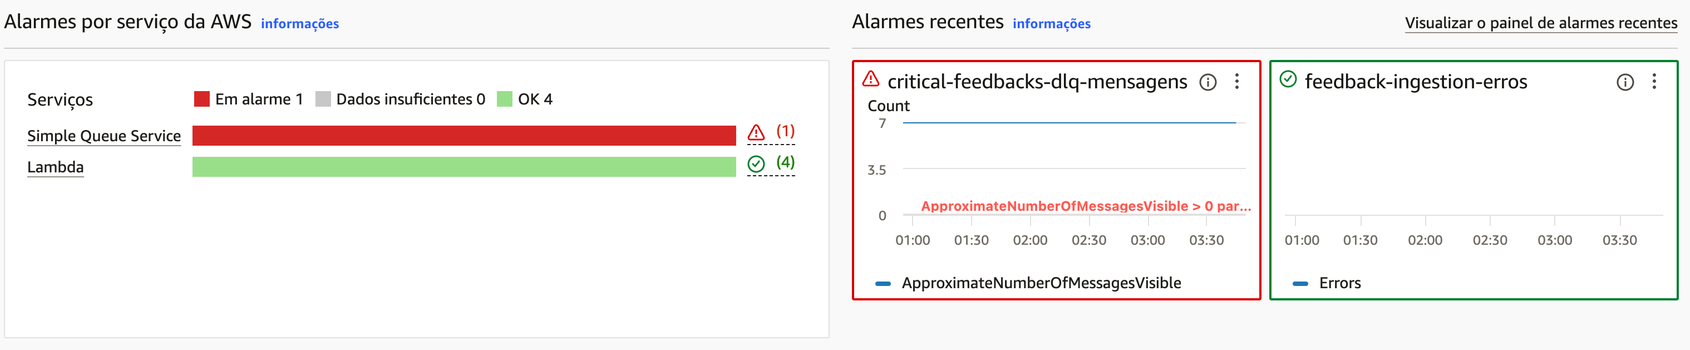 Alarmes por serviço da AWS informações
Serviços
Em alarme 1 Dados insuficientes 0 OK 4
Simple Queue Service (1)
Lambda (4)
Alarmes recentes informações
Visualizar o painel de alarmes recentes
critical-feedbacks-dlq-mensagens
Count
7
3.5
0
ApproximateNumberOfMessagesVisible > 0 par...
01:00 01:30 02:00 02:30 03:00 03:30
ApproximateNumberOfMessagesVisible
feedback-ingestion-erros
01:00 01:30 02:00 02:30 03:00 03:30
Errors